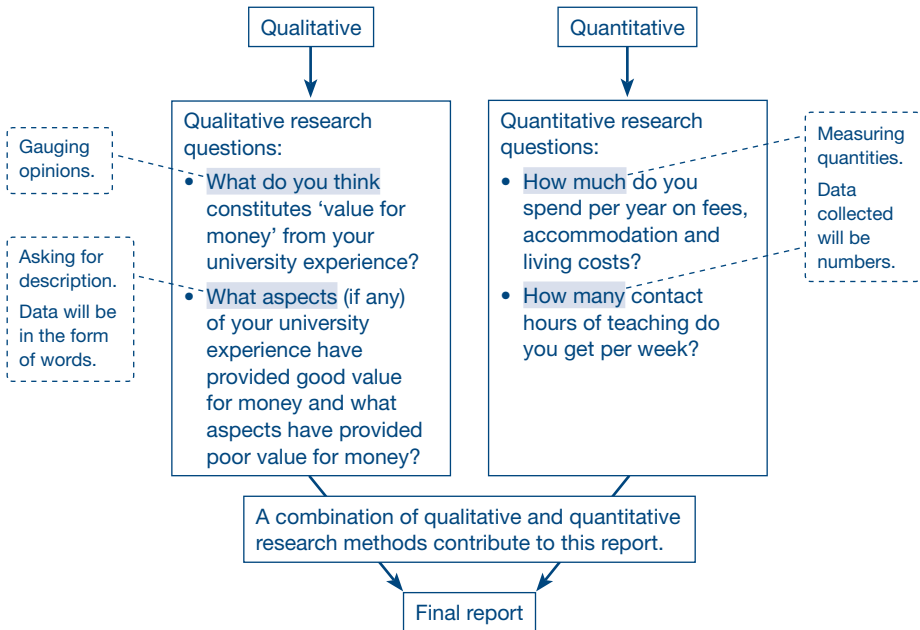 Qualitative
Quantitative
Gauging
opinions.
Asking for
description.
Data will be
in the form
of words.
Qualitative research
questions:
• What do you think
constitutes ‘value for
money’ from your
university experience?
• What aspects (if any)
of your university
experience have
provided good value
for money and what
aspects have provided
poor value for money?
Quantitative research
questions:
• How much do you
spend per year on fees,
accommodation and
living costs?
• How many contact
hours of teaching do
you get per week?
Measuring
quantities.
Data
collected
will be
numbers.
A combination of qualitative and quantitative
research methods contribute to this report.
Final report